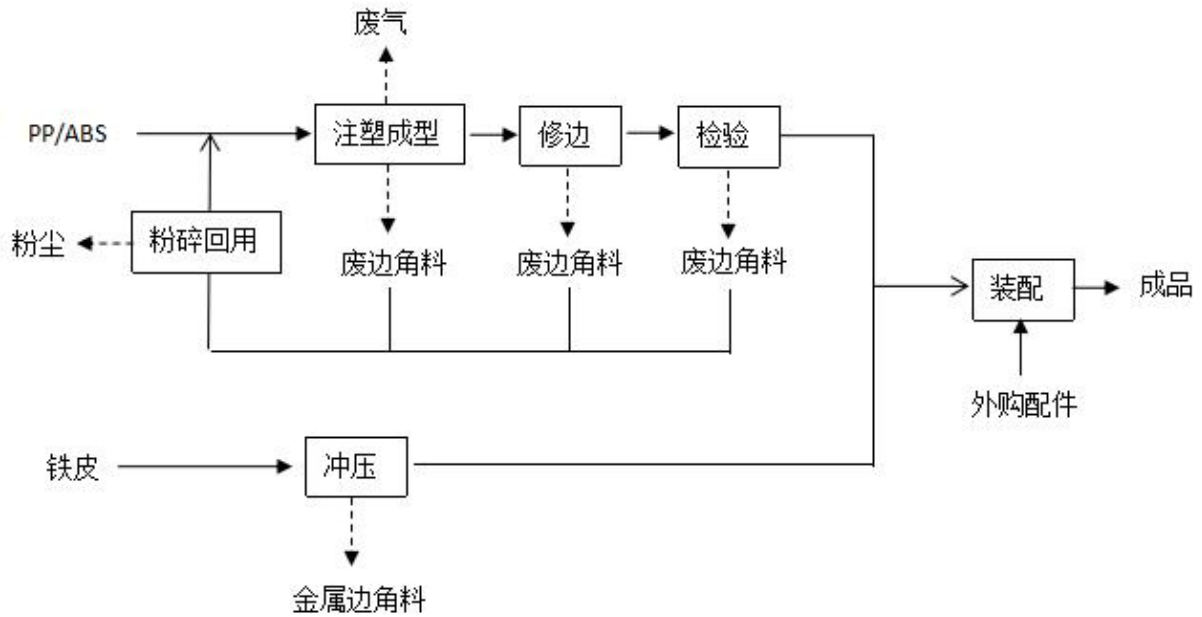 废气
PP/ABS
注塑成型
修边
检验
粉尘
粉碎回用
废边角料
废边角料
废边角料
装配
成品
外购配件
铁皮
冲压
金属边角料